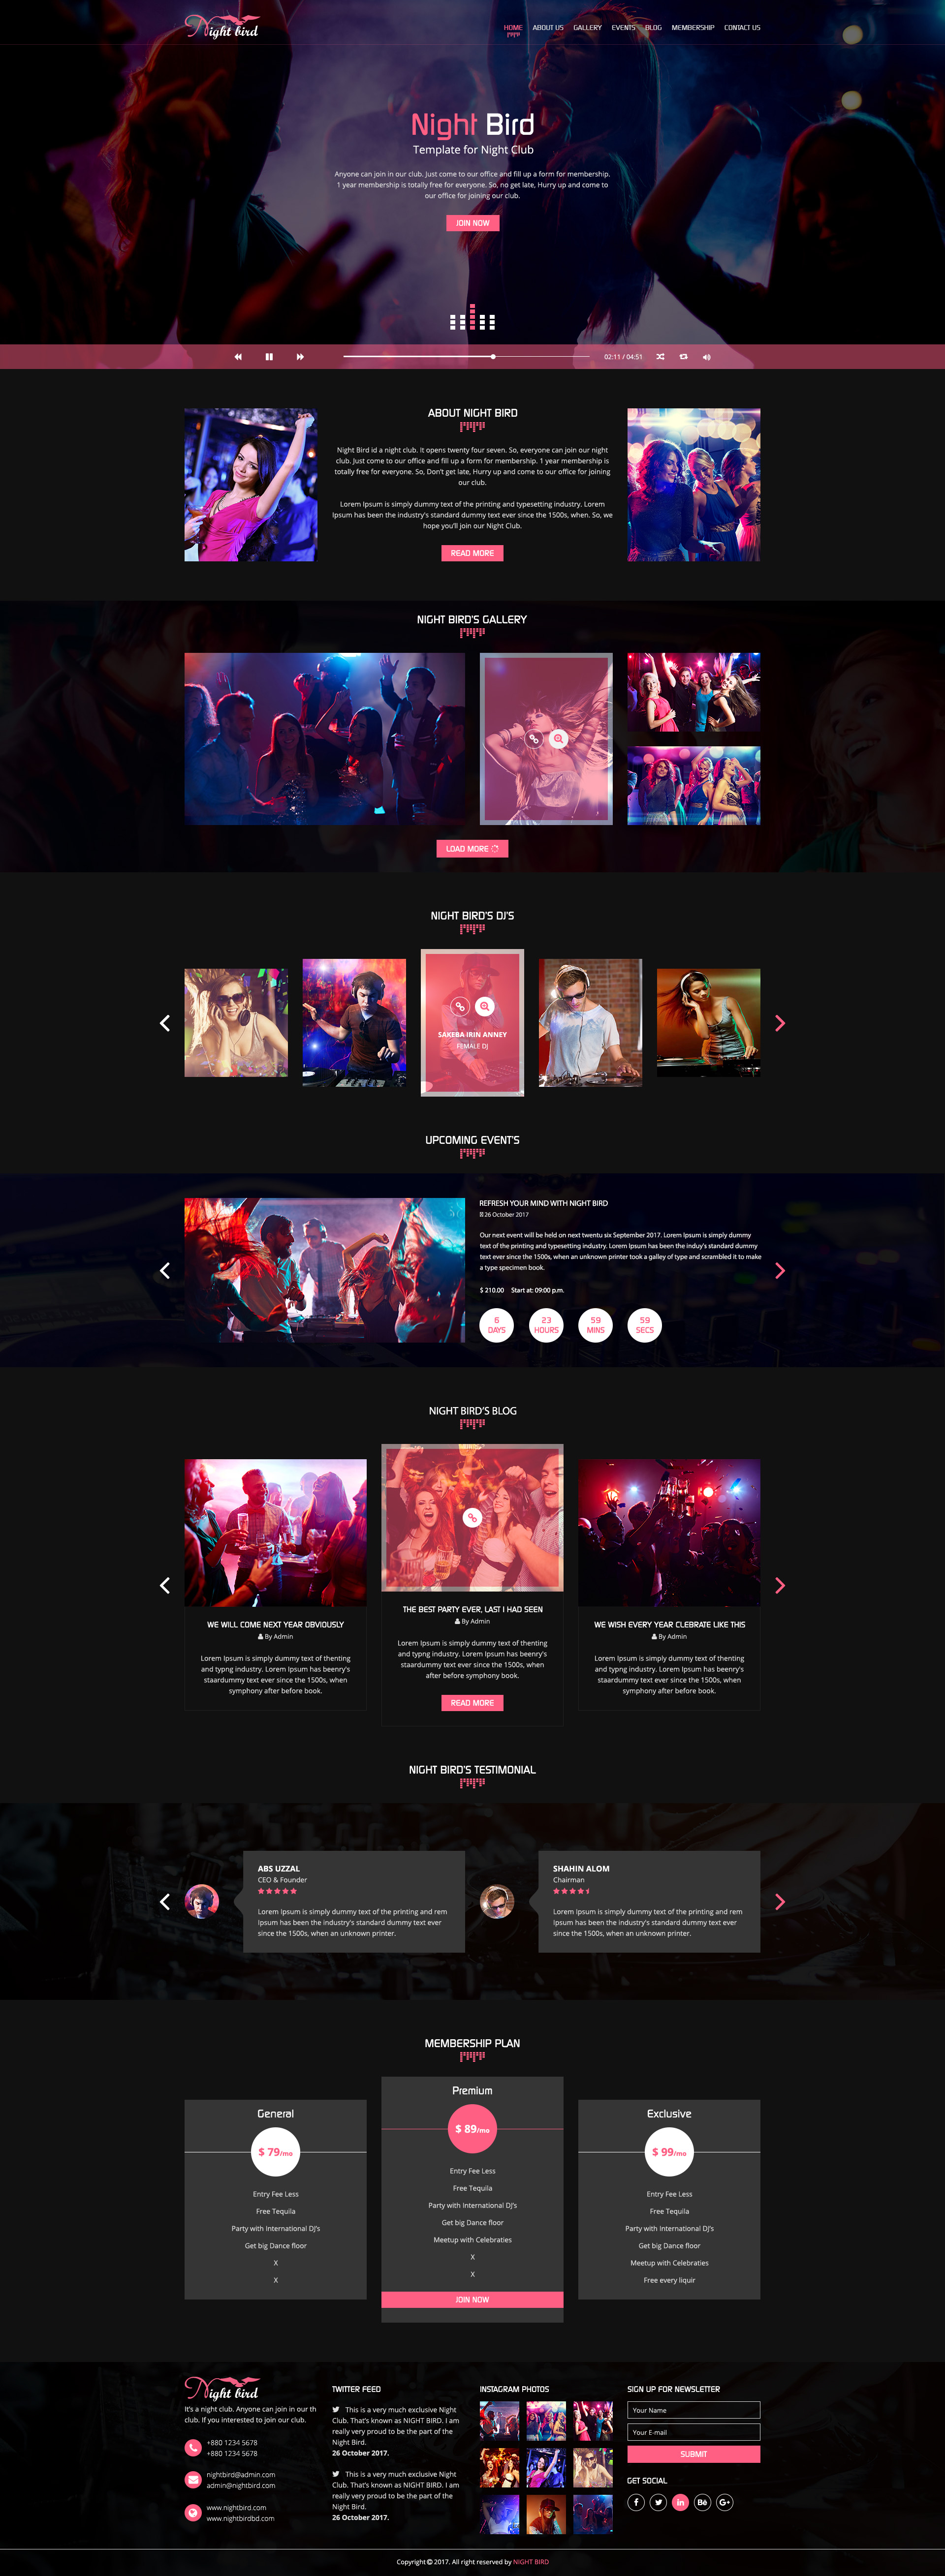 Night bird
HOME ABOUT US GALLERY EVENTS BLOG MEMBERSHIP CONTACT US
Night Bird
Template for Night Club
Anyone can join in our club. Just come to our office and fill up a form for membership.
1 year membership is totally free for everyone. So, no get late, Hurry up and come to
our office for joining our club.
JOIN NOW
02:11 / 04:51
ABOUT NIGHT BIRD
Night Bird id a night club. It opens twenty four seven. So, everyone can join our night
club. Just come to our office and fill up a form for membership. 1 year membership is
totally free for everyone. So, Don't get late, Hurry up and come to our office for joining
our club.
Lorem Ipsum is simply dummy text of the printing and typesetting industry. Lorem
Ipsum has been the industry's standard dummy text ever since the 1500s, when. So, we
hope you'll join our Night Club.
READ MORE
NIGHT BIRD'S GALLERY
LOAD MORE
NIGHT BIRD'S DJ'S
SAKEBA IRIN ANNEY
FEMALE DJ
UPCOMING EVENT'S
REFRESH YOUR MIND WITH NIGHT BIRD
26 October 2017
Our next event will be held on next twentu six September 2017. Lorem Ipsum is simply dummy
text of the printing and typesetting industry. Lorem Ipsum has been the induy's standard dummy
text ever since the 1500s, when an unknown printer took a galley of type and scrambled it to make
a type specimen book.
$ 210.00 Start at: 09:00 p.m.
6 23 59 59
DAYS HOURS MINS SECS
NIGHT BIRD'S BLOG
WE WILL COME NEXT YEAR OBVIOUSLY
By Admin
Lorem Ipsum is simply dummy text of thenting
and typng industry. Lorem Ipsum has beenry's
staardummy text ever since the 1500s, when
symphony after before book.
THE BEST PARTY EVER, LAST I HAD SEEN
By Admin
Lorem Ipsum is simply dummy text of thenting
and typng industry. Lorem Ipsum has beenry's
staardummy text ever since the 1500s, when
after before symphony book.
READ MORE
WE WISH EVERY YEAR CLEBRATE LIKE THIS
By Admin
Lorem Ipsum is simply dummy text of thenting
and typng industry. Lorem Ipsum has beenry's
staardummy text ever since the 1500s, when
symphony after before book.
NIGHT BIRD'S TESTIMONIAL
ABS UZZAL
CEO & Founder
Lorem Ipsum is simply dummy text of the printing and rem
Ipsum has been the industry's standard dummy text ever
since the 1500s, when an unknown printer.
SHAHIN ALOM
Chairman
Lorem Ipsum is simply dummy text of the printing and rem
Ipsum has been the industry's standard dummy text ever
since the 1500s, when an unknown printer.
MEMBERSHIP PLAN
General
$ 79/mo
Entry Fee Less
Free Tequila
Party with International DJ's
Get big Dance floor
X
X
Premium
$ 89/mo
Entry Fee Less
Free Tequila
Party with International DJ's
Get big Dance floor
Meetup with Celebraties
X
X
JOIN NOW
Exclusive
$ 99/mo
Entry Fee Less
Free Tequila
Party with International DJ's
Get big Dance floor
Meetup with Celebraties
Free every liquir
Night bird
It's a night club. Anyone can join in our th
club. If you interested to join our club.
+880 1234 5678
+880 1234 5678
nightbird@admin.com
admin@nightbird.com
www.nightbird.com
www.nightbirdbd.com
TWITTER FEED
This is a very much exclusive Night
Club. That's known as NIGHT BIRD. I am
really very proud to be the part of the
Night Bird.
26 October 2017.
This is a very much exclusive Night
Club. That's known as NIGHT BIRD. I am
really very proud to be the part of the
Night Bird.
26 October 2017.
INSTAGRAM PHOTOS
SIGN UP FOR NEWSLETTER
Your Name
Your E-mail
SUBMIT
GET SOCIAL
f in Bē G+
Copyright © 2017. All right reserved by NIGHT BIRD